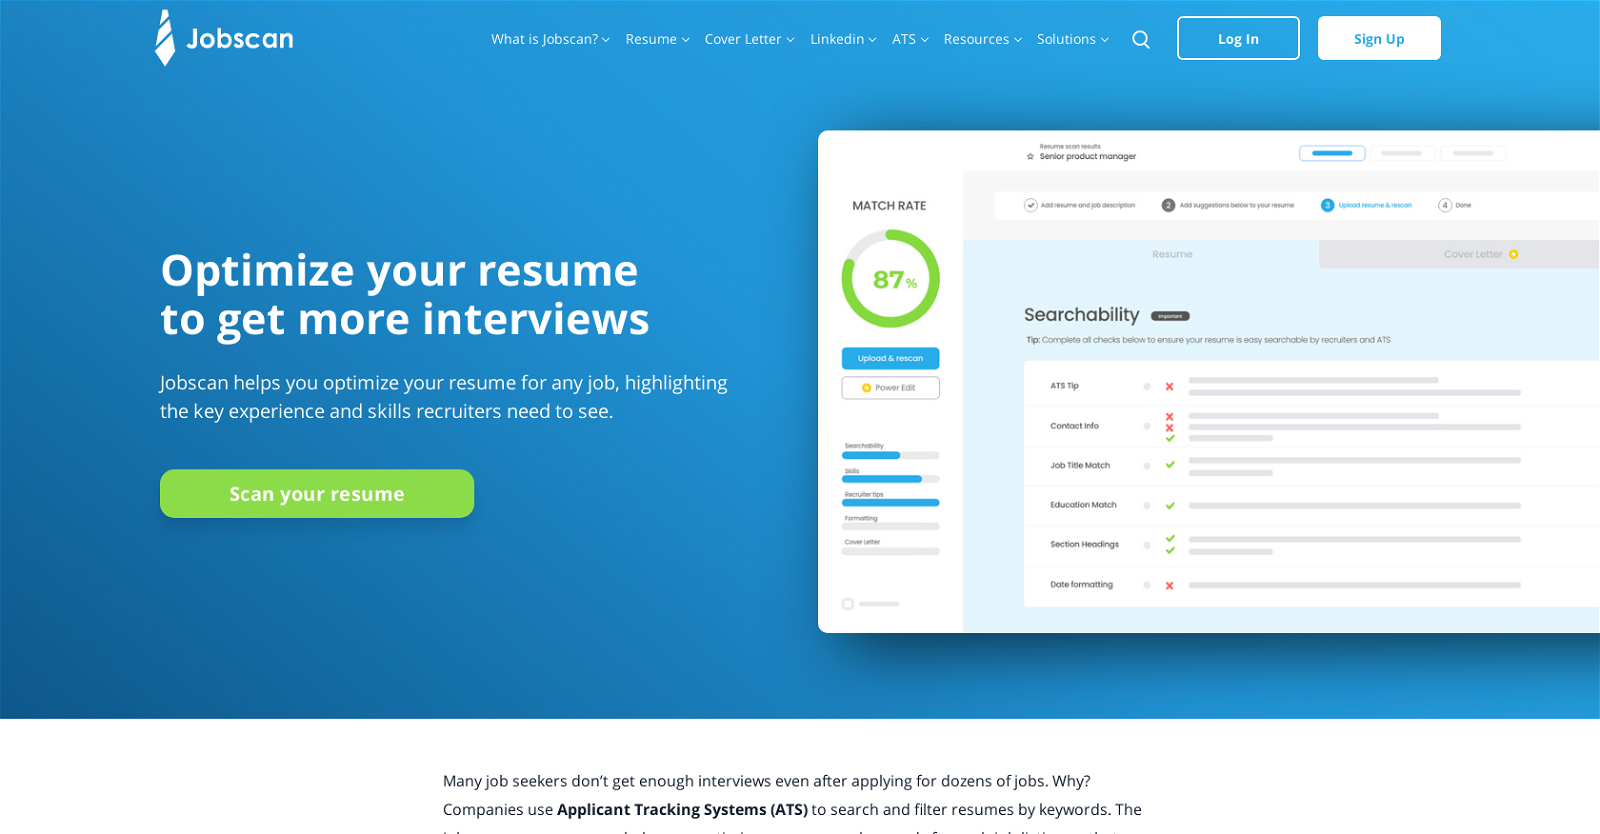 Jobscan
What is Jobscan?
Resume
Cover Letter
Linkedin
ATS
Resources
Solutions
Log In
Sign Up
Optimize your resume
to get more interviews
Jobscan helps you optimize your resume for any job, highlighting
the key experience and skills recruiters need to see.
Scan your resume
Resume scan results
Senior product manager
MATCH RATE
87%
Upload & rescan
Power Edit
Searchability
Skills
Recruiter tips
Formatting
Cover Letter
Add resume and job description
2 Add suggestions below to your resume
3 Upload resume & rescan
4 Done
Resume
Cover Letter
Searchability Important
Tip: Complete all checks below to ensure your resume is easy searchable by recruiters and ATS
ATS Tip
Contact Info
Job Title Match
Education Match
Section Headings
Date formatting
Many job seekers don’t get enough interviews even after applying for dozens of jobs. Why?
Companies use Applicant Tracking Systems (ATS) to search and filter resumes by keywords. The